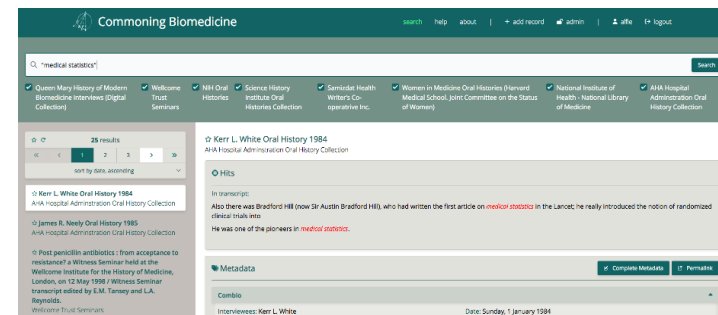 Commoning Biomedicine
search help about | + add record admin | alfie logout
"medical statistics"
Search
Queen Mary History of Modern Biomedicine Interviews (Digital Collection)
Wellcome Trust Seminars
NIH Oral Histories
Science History Institute Oral Histories Collection
Samizdat Health Writer's Co-operative Inc.
Women in Medicine Oral Histories (Harvard Medical School. Joint Committee on the Status of Women)
National Institute of Health - National Library of Medicine
AHA Hospital Adminstration Oral History Collection
25 results
« < 1 2 3 > »
sort by date, ascending
Kerr L. White Oral History 1984
AHA Hospital Adminstration Oral History Collection
James R. Neely Oral History 1985
AHA Hospital Adminstration Oral History Collection
Post penicillin antibiotics : from acceptance to
resistance? a Witness Seminar held at the
Wellcome Institute for the History of Medicine,
London, on 12 May 1998 / Witness Seminar
transcript edited by E.M. Tansey and L.A.
Reynolds.
Wellcome Trust Seminars
Kerr L. White Oral History 1984
AHA Hospital Adminstration Oral History Collection
Hits
In transcript:
Also there was Bradford Hill (now Sir Austin Bradford Hill), who had written the first article on medical statistics in the Lancet; he really introduced the notion of randomized
clinical trials into
He was one of the pioneers in medical statistics.
Metadata
Complete Metadata
Permalink
Combio
Interviewees: Kerr L. White
Date: Sunday, 1 January 1984